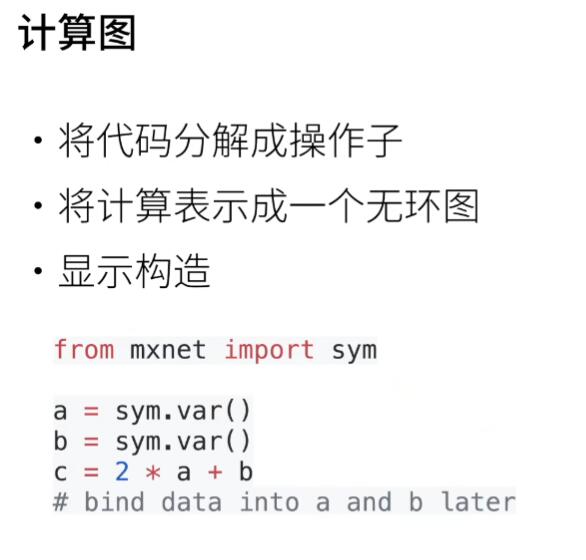 计算图
• 将代码分解成操作子
• 将计算表示成一个无环图
• 显示构造
from mxnet import sym
a = sym.var()
b = sym.var()
c = 2 * a + b
# bind data into a and b later